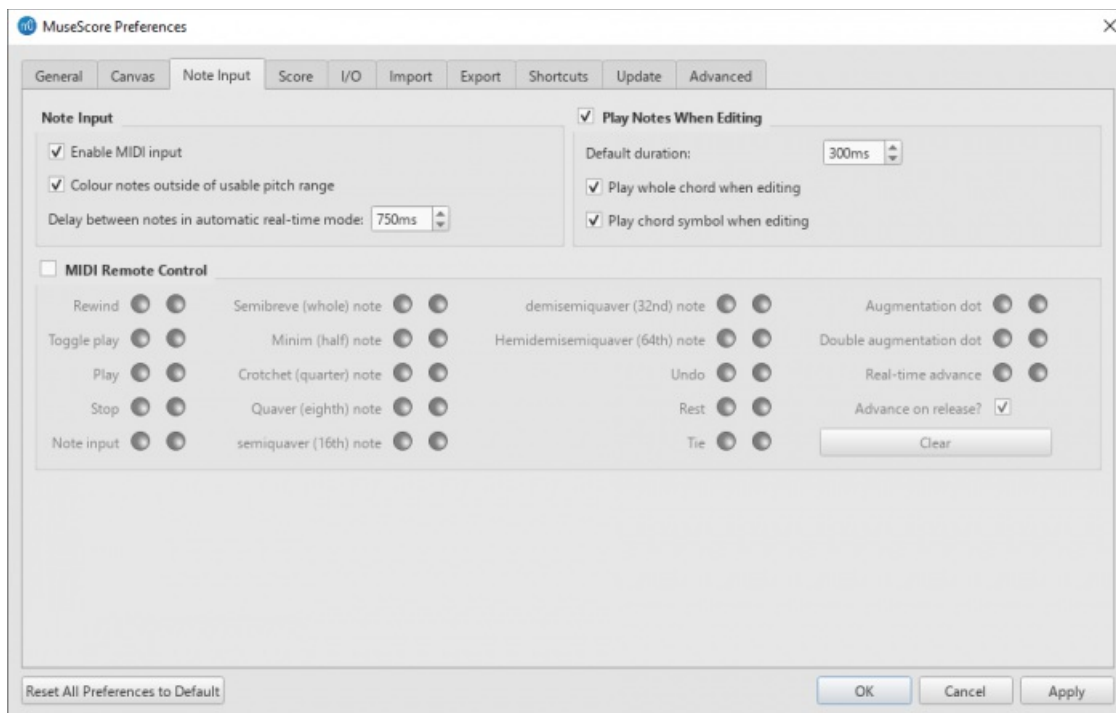 MuseScore Preferences
General Canvas Note Input Score I/O Import Export Shortcuts Update Advanced
Note Input
Enable MIDI input
Colour notes outside of usable pitch range
Delay between notes in automatic real-time mode: 750ms
Play Notes When Editing
Default duration: 300ms
Play whole chord when editing
Play chord symbol when editing
MIDI Remote Control
Rewind Semibreve (whole) note demisemiquaver (32nd) note Augmentation dot
Toggle play Minim (half) note Hemidemisemiquaver (64th) note Double augmentation dot
Play Crotchet (quarter) note Undo Real-time advance
Stop Quaver (eighth) note Rest Advance on release?
Note input semiquaver (16th) note Tie Clear
Reset All Preferences to Default OK Cancel Apply